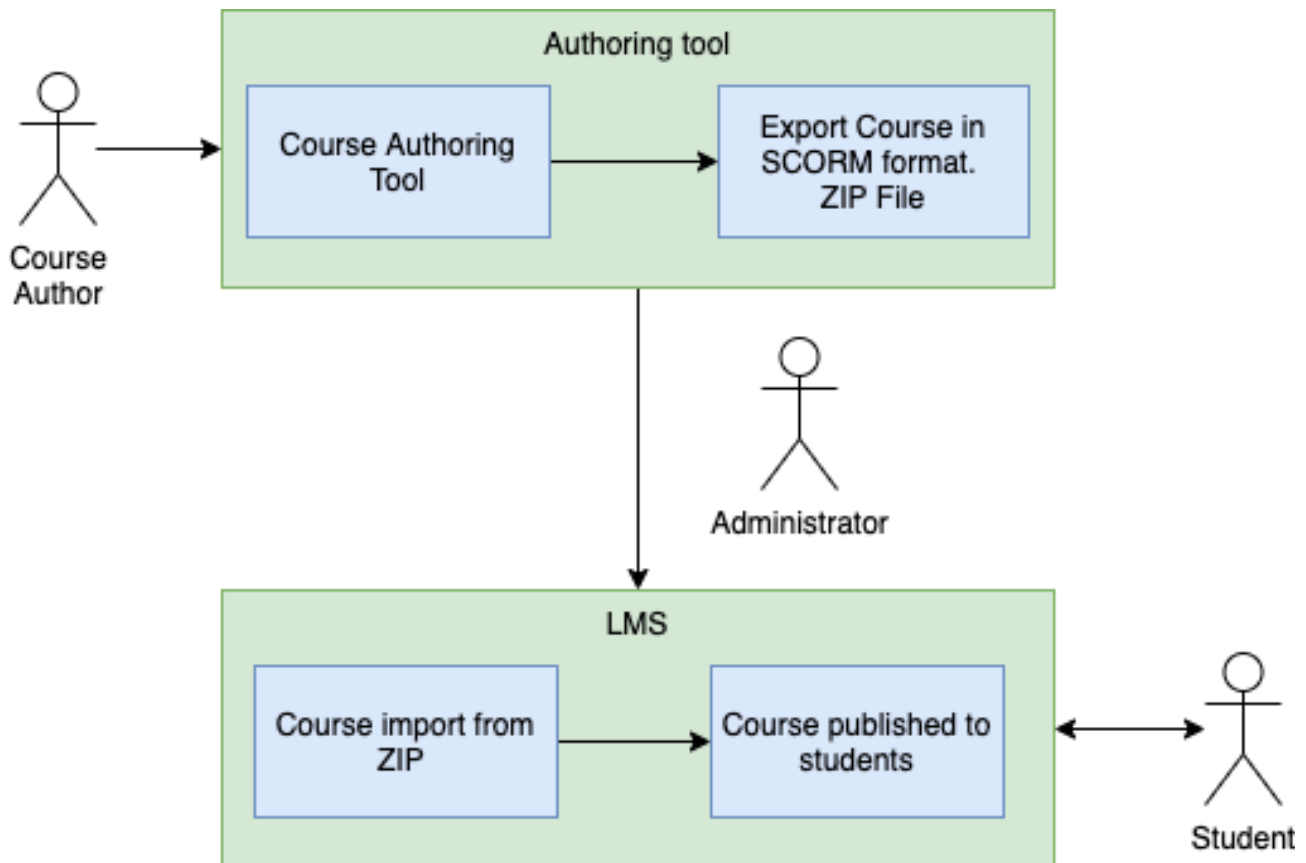 Authoring tool
Course Authoring
Tool
Export Course in
SCORM format.
ZIP File
Course
Author
Administrator
LMS
Course import from
ZIP
Course published to
students
Student